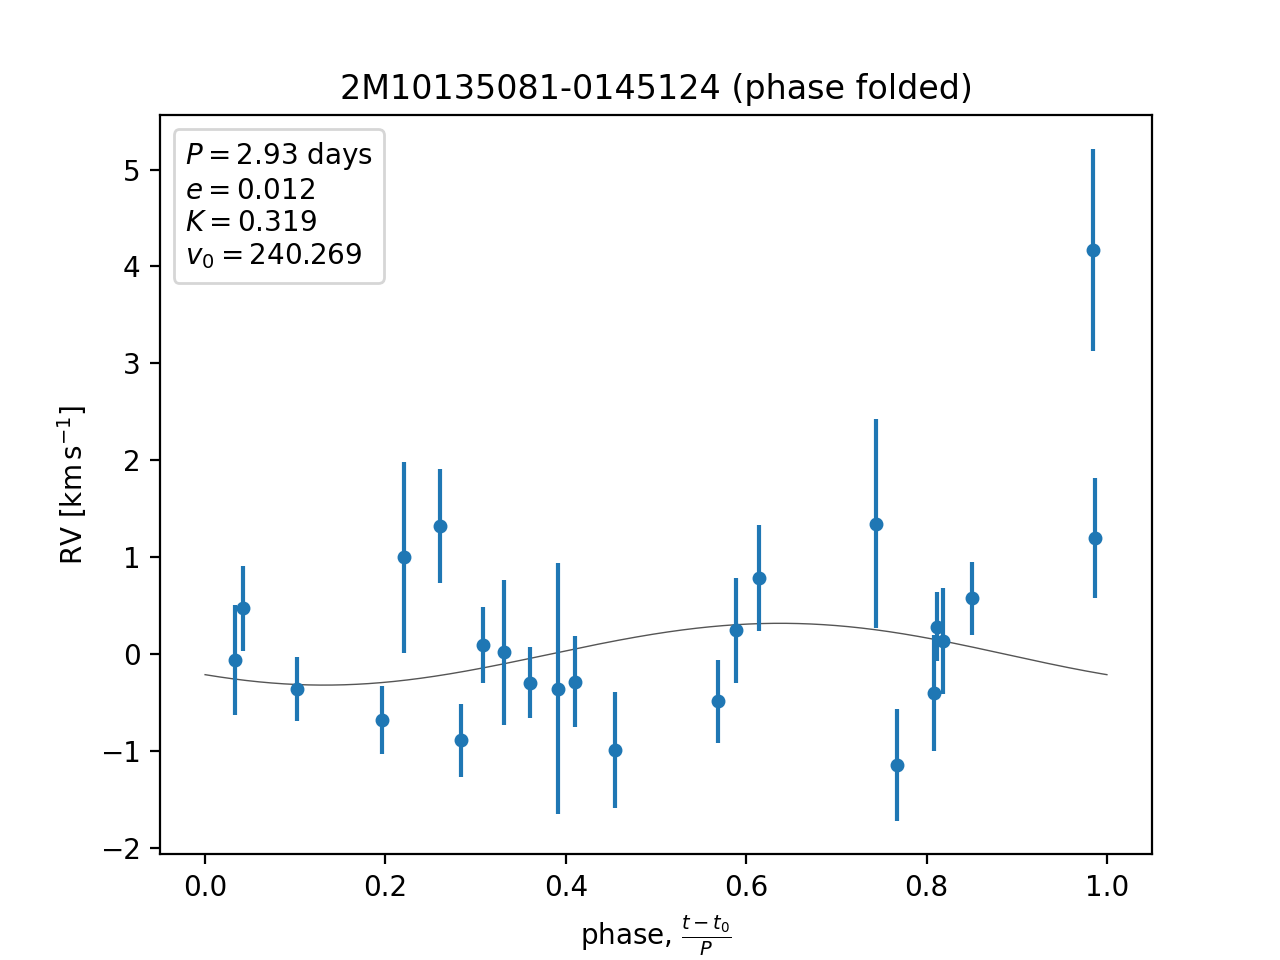 2M10135081-0145124 (phase folded)
P = 2.93 days
e = 0.012
K = 0.319
v₀ = 240.269
RV [km s⁻¹]
5
4
3
2
1
0
−1
−2
0.0 0.2 0.4 0.6 0.8 1.0
phase, (t − t₀)/P